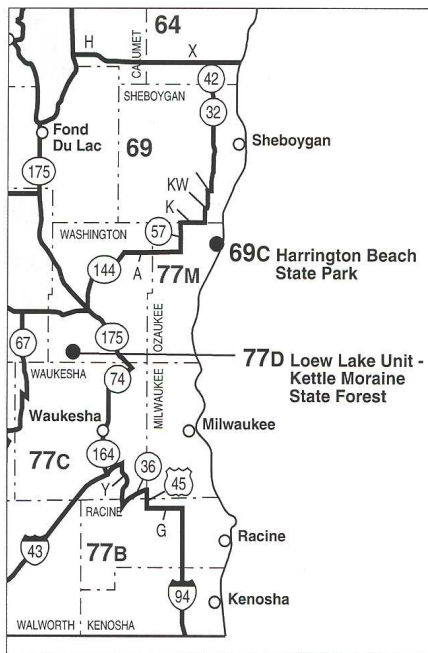 64
H
X
CALUMET
42
SHEBOYGAN
32
Fond
Du Lac
69
Sheboygan
175
KW
K
WASHINGTON
57
69C Harrington Beach
State Park
144
A
77M
OZAUKEE
175
67
77D Loew Lake Unit -
Kettle Moraine
State Forest
WAUKESHA
74
MILWAUKEE
Waukesha
Milwaukee
77C
164
36
45
Y
RACINE
G
43
77B
Racine
94
Kenosha
WALWORTH
KENOSHA